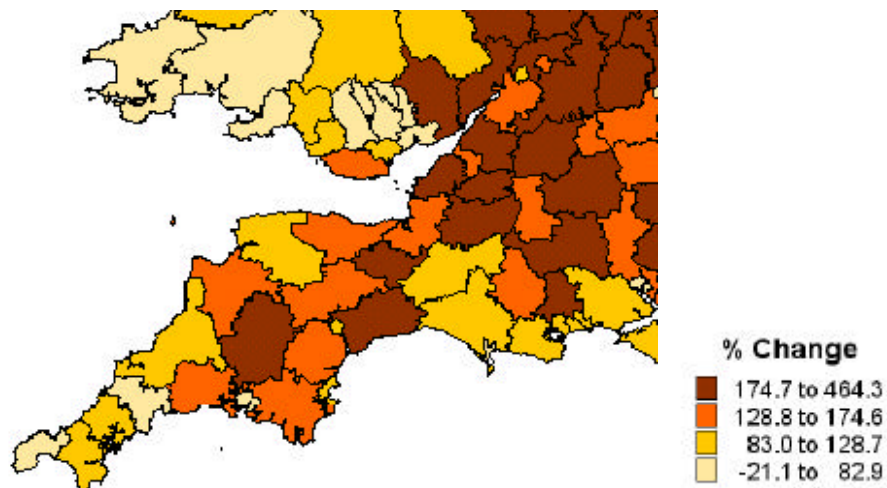 % Change
174.7 to 464.3
128.8 to 174.6
83.0 to 128.7
-21.1 to 82.9